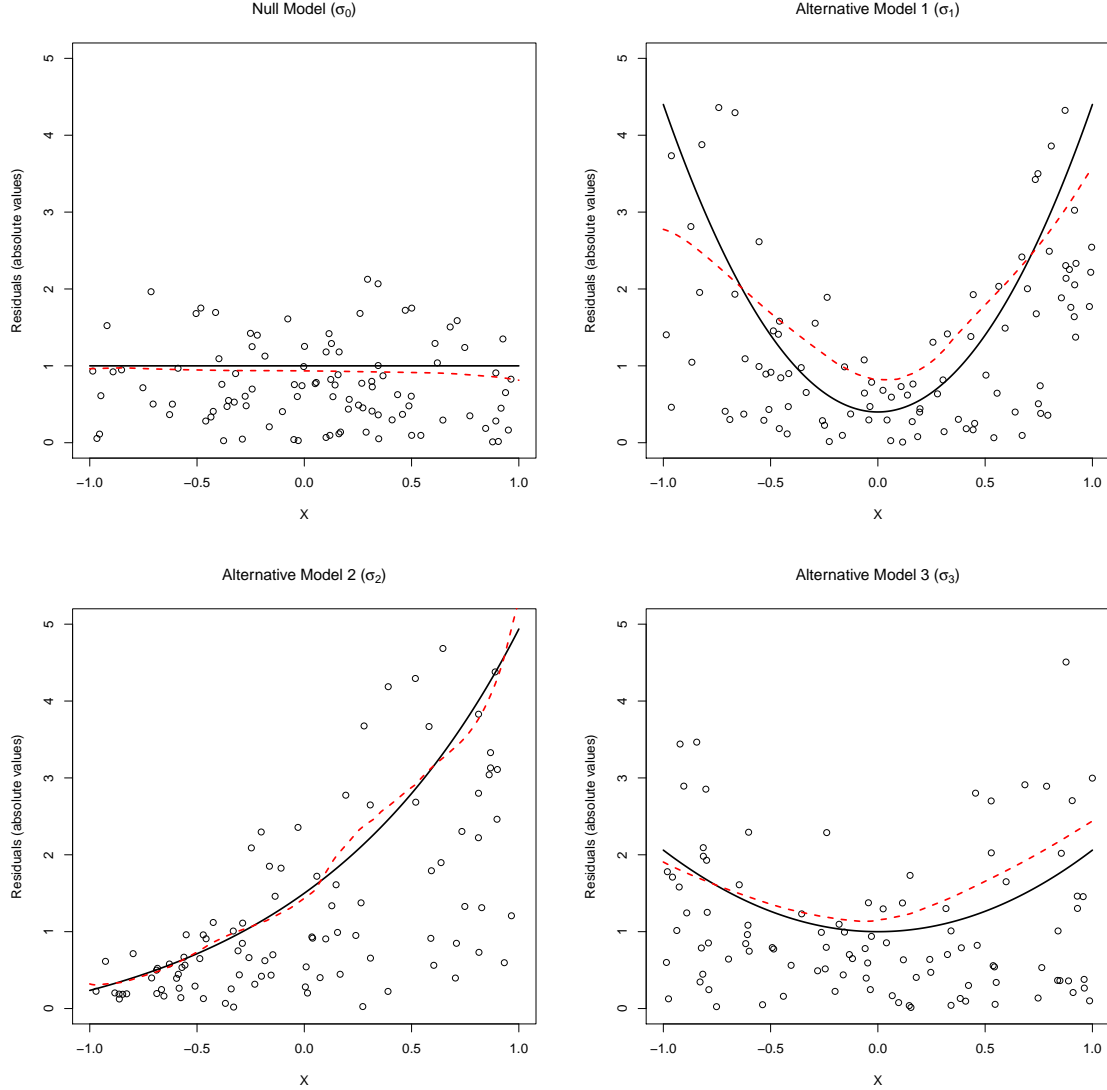 Null Model (σ0)
Residuals (absolute values)
5
4
3
2
1
0
−1.0 −0.5 0.0 0.5 1.0
X
Alternative Model 1 (σ1)
Residuals (absolute values)
5
4
3
2
1
0
−1.0 −0.5 0.0 0.5 1.0
X
Alternative Model 2 (σ2)
Residuals (absolute values)
5
4
3
2
1
0
−1.0 −0.5 0.0 0.5 1.0
X
Alternative Model 3 (σ3)
Residuals (absolute values)
5
4
3
2
1
0
−1.0 −0.5 0.0 0.5 1.0
X